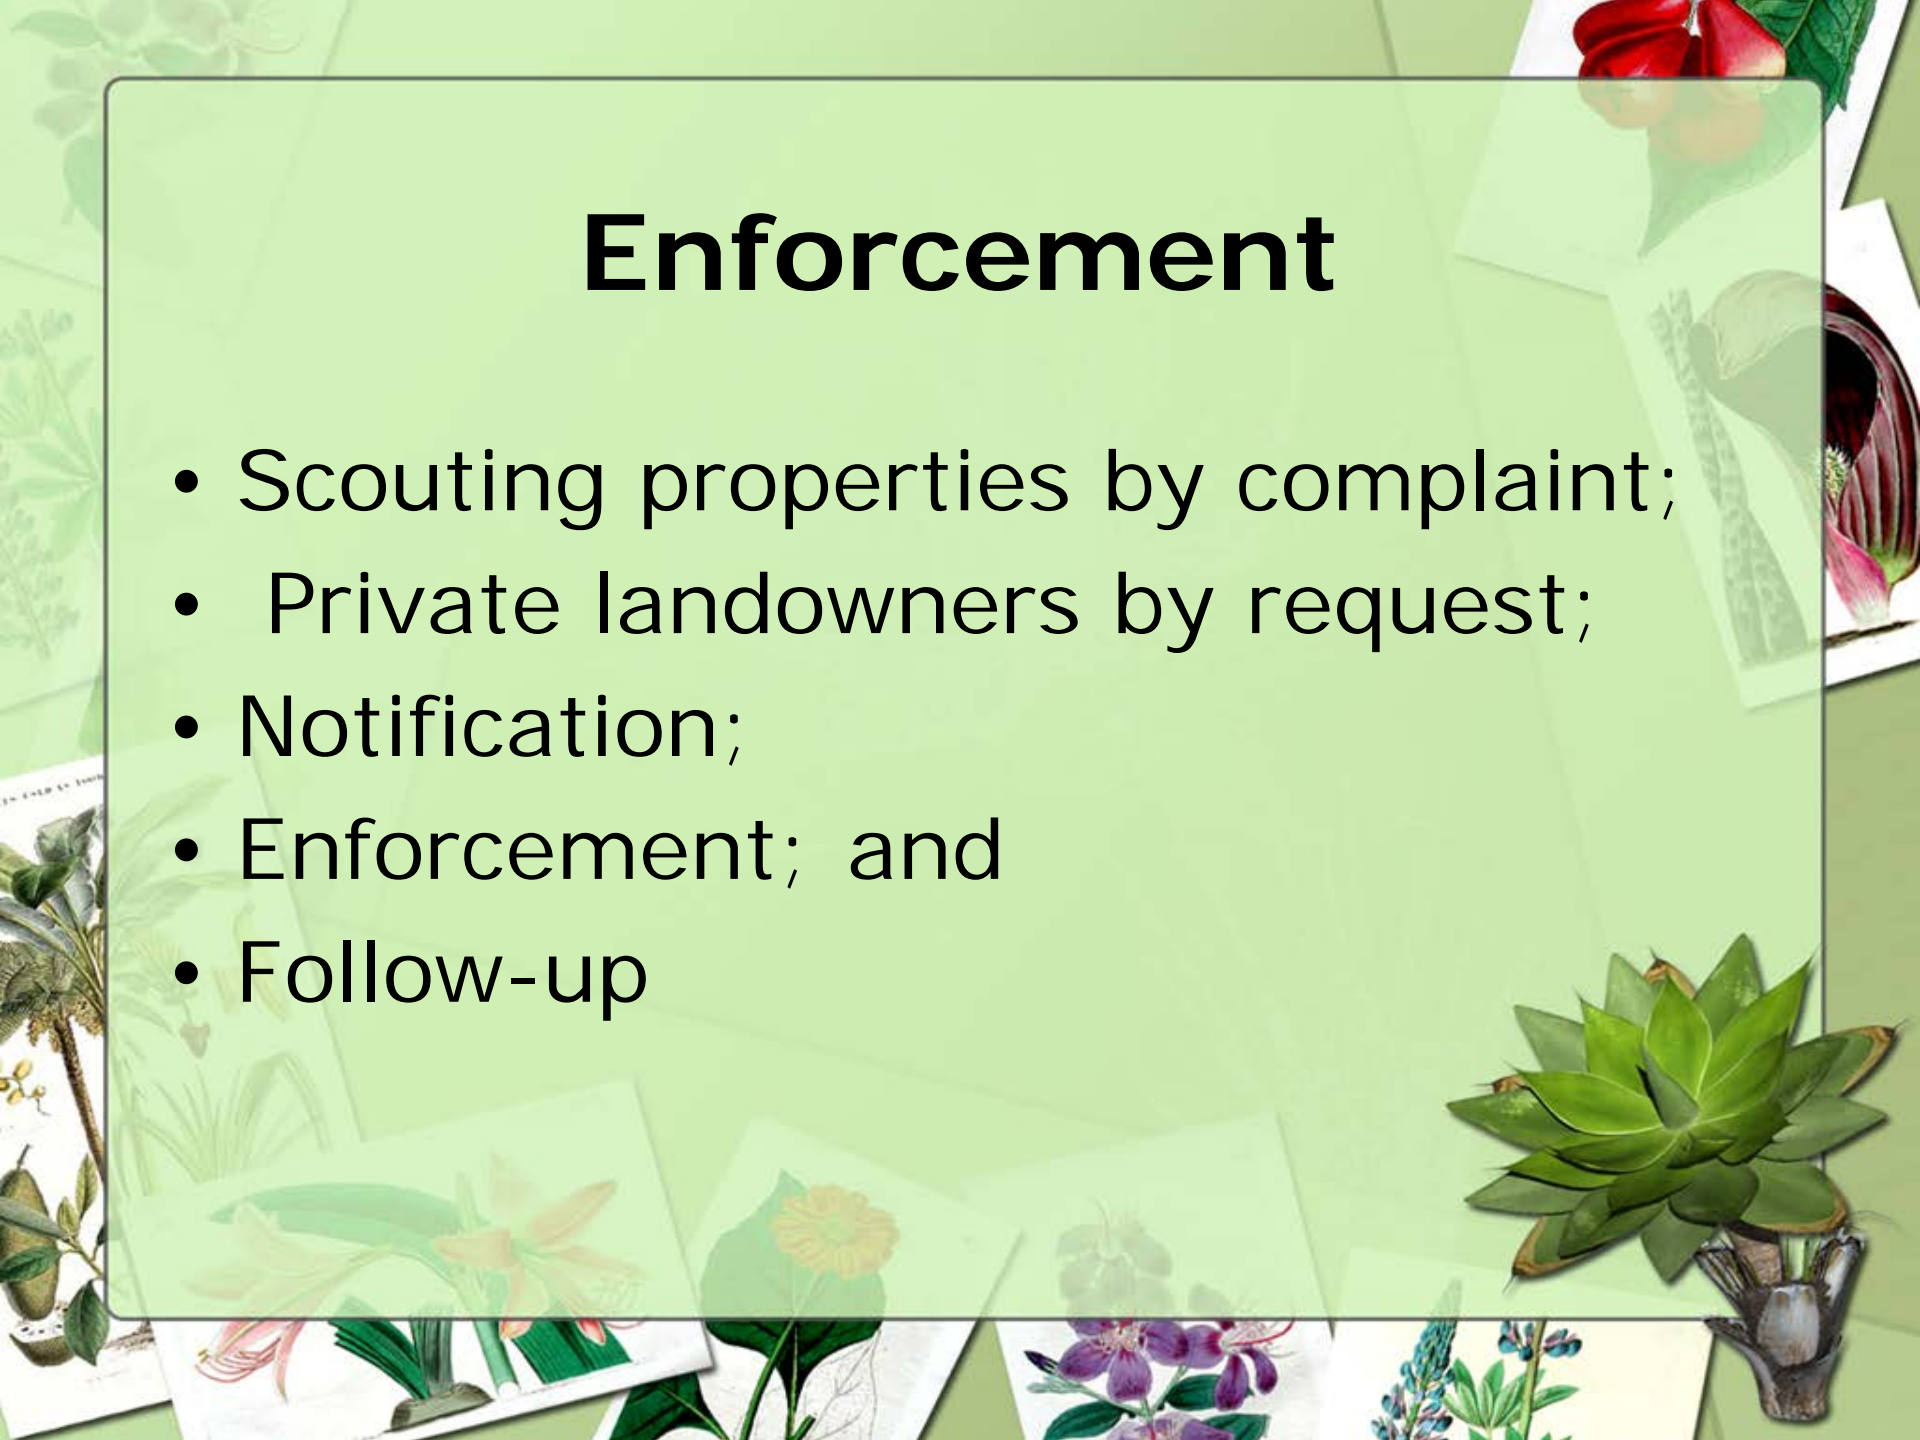 Enforcement
• Scouting properties by complaint;
• Private landowners by request;
• Notification;
• Enforcement; and
• Follow-up